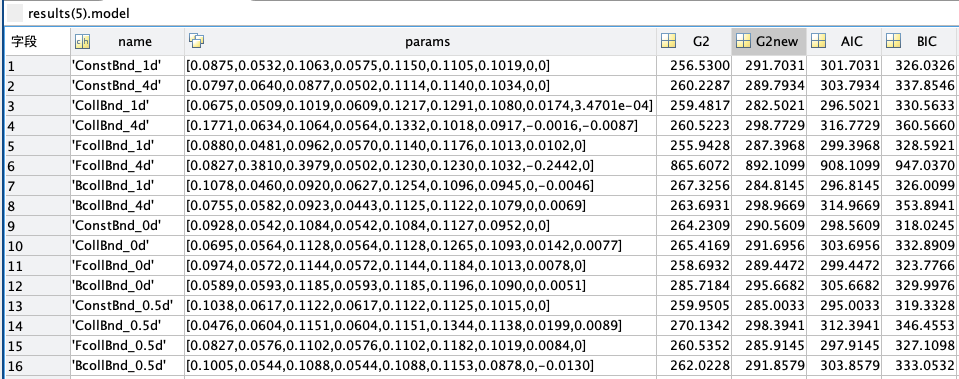 results(5).model
字段 name params G2 G2new AIC BIC
1 'ConstBnd_1d' [0.0875,0.0532,0.1063,0.0575,0.1150,0.1105,0.1019,0,0] 256.5300 291.7031 301.7031 326.0326
2 'ConstBnd_4d' [0.0797,0.0640,0.0877,0.0502,0.1114,0.1140,0.1034,0,0] 260.2287 289.7934 303.7934 337.8546
3 'CollBnd_1d' [0.0675,0.0509,0.1019,0.0609,0.1217,0.1291,0.1080,0.0174,3.4701e-04] 259.4817 282.5021 296.5021 330.5633
4 'CollBnd_4d' [0.1771,0.0634,0.1064,0.0564,0.1332,0.1018,0.0917,-0.0016,-0.0087] 260.5223 298.7729 316.7729 360.5660
5 'FcollBnd_1d' [0.0880,0.0481,0.0962,0.0570,0.1140,0.1176,0.1013,0.0102,0] 255.9428 287.3968 299.3968 328.5921
6 'FcollBnd_4d' [0.0827,0.3810,0.3979,0.0502,0.1230,0.1230,0.1032,-0.2442,0] 865.6072 892.1099 908.1099 947.0370
7 'BcollBnd_1d' [0.1078,0.0460,0.0920,0.0627,0.1254,0.1096,0.0945,0,-0.0046] 267.3256 284.8145 296.8145 326.0099
8 'BcollBnd_4d' [0.0755,0.0582,0.0923,0.0443,0.1125,0.1122,0.1079,0,0.0069] 263.6931 298.9669 314.9669 353.8941
9 'ConstBnd_0d' [0.0928,0.0542,0.1084,0.0542,0.1084,0.1127,0.0952,0,0] 264.2309 290.5609 298.5609 318.0245
10 'CollBnd_0d' [0.0695,0.0564,0.1128,0.0564,0.1128,0.1265,0.1093,0.0142,0.0077] 265.4169 291.6956 303.6956 332.8909
11 'FcollBnd_0d' [0.0974,0.0572,0.1144,0.0572,0.1144,0.1184,0.1013,0.0078,0] 258.6932 289.4472 299.4472 323.7766
12 'BcollBnd_0d' [0.0589,0.0593,0.1185,0.0593,0.1185,0.1196,0.1090,0,0.0051] 285.7184 295.6682 305.6682 329.9976
13 'ConstBnd_0.5d' [0.1038,0.0617,0.1122,0.0617,0.1122,0.1125,0.1015,0,0] 259.9505 285.0033 295.0033 319.3328
14 'CollBnd_0.5d' [0.0476,0.0604,0.1151,0.0604,0.1151,0.1344,0.1138,0.0199,0.0089] 270.1342 298.3941 312.3941 346.4553
15 'FcollBnd_0.5d' [0.0827,0.0576,0.1102,0.0576,0.1102,0.1182,0.1019,0.0084,0] 260.5352 285.9145 297.9145 327.1098
16 'BcollBnd_0.5d' [0.1005,0.0544,0.1088,0.0544,0.1088,0.1153,0.0878,0,-0.0130] 262.0228 291.8579 303.8579 333.0532